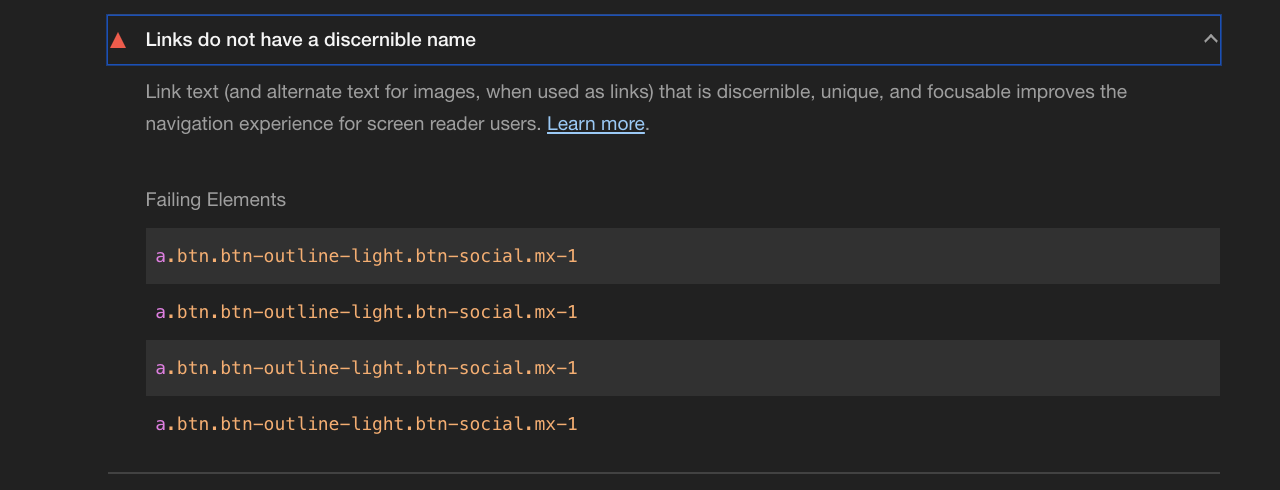 Links do not have a discernible name
Link text (and alternate text for images, when used as links) that is discernible, unique, and focusable improves the
navigation experience for screen reader users. Learn more.
Failing Elements
a.btn.btn-outline-light.btn-social.mx-1
a.btn.btn-outline-light.btn-social.mx-1
a.btn.btn-outline-light.btn-social.mx-1
a.btn.btn-outline-light.btn-social.mx-1